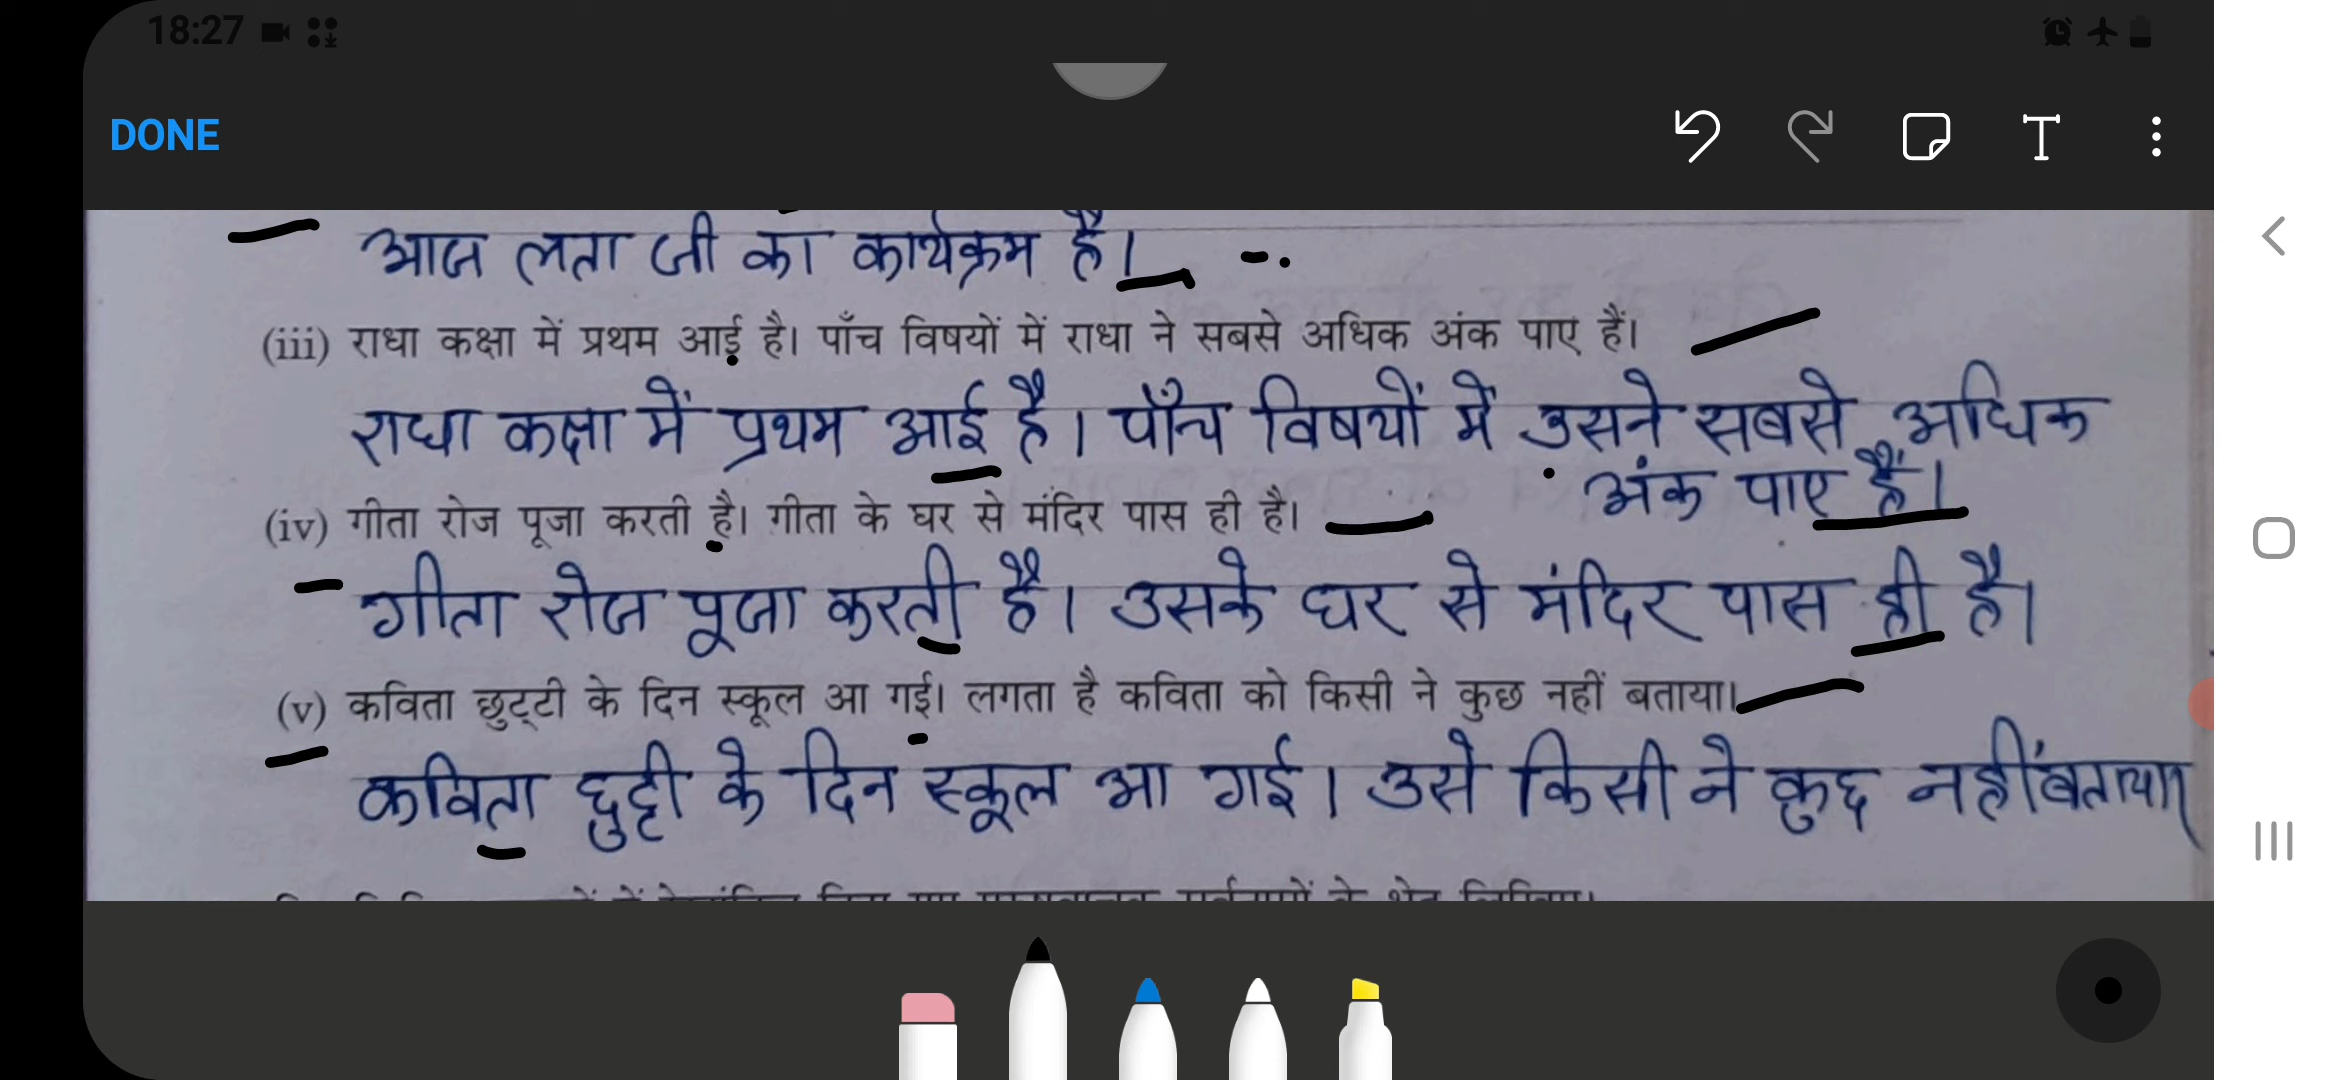 18:27
DONE
T
आज लता जी का कार्यक्रम है।
(iii) राधा कक्षा में प्रथम आई है। पाँच विषयों में राधा ने सबसे अधिक अंक पाए हैं।
राधा कक्षा में प्रथम आई है। पाँच विषयों में उसने सबसे अधिक
अंक पाए हैं।
(iv) गीता रोज पूजा करती है। गीता के घर से मंदिर पास ही है।
गीता रोज पूजा करती है। उसके घर से मंदिर पास ही है।
(v) कविता छुट्टी के दिन स्कूल आ गई। लगता है कविता को किसी ने कुछ नहीं बताया।
कविता छुट्टी के दिन स्कूल आ गई। उसे किसी ने कुछ नहीं बताया।